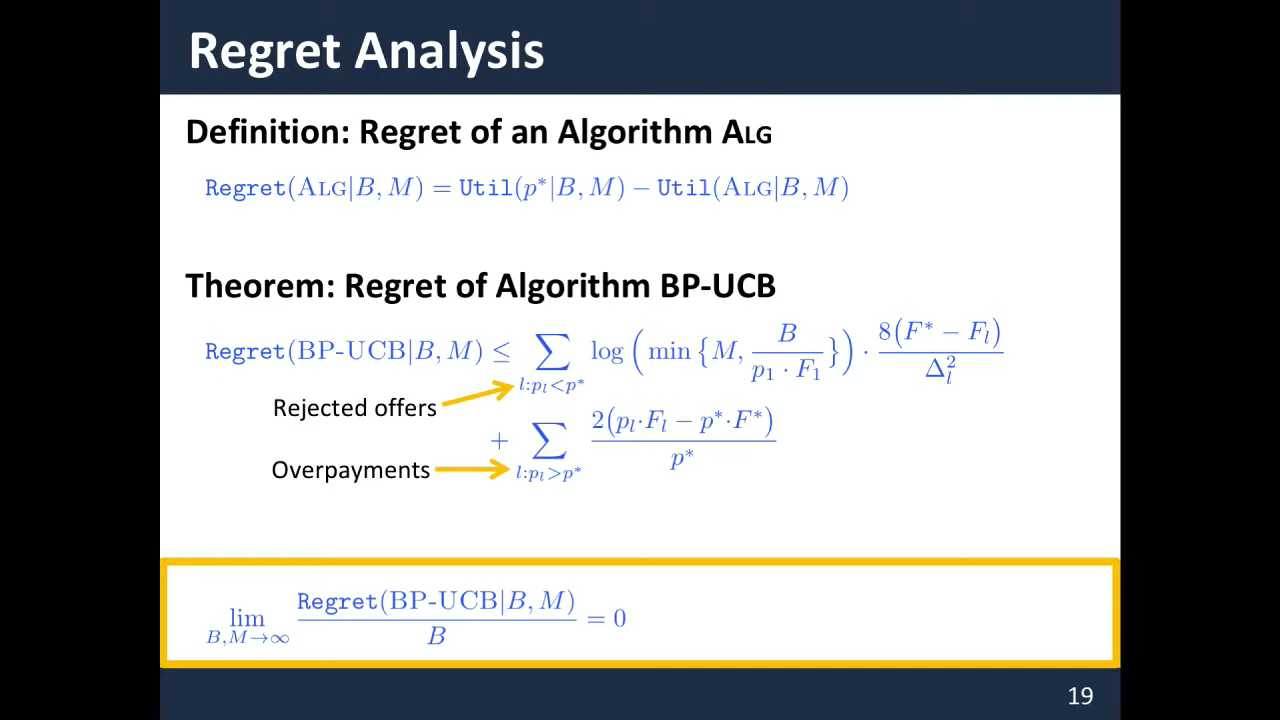 Regret Analysis
Definition: Regret of an Algorithm ALG
Regret(ALG|B, M) = Util(p*|B, M) − Util(ALG|B, M)
Theorem: Regret of Algorithm BP-UCB
Regret(BP-UCB|B, M) ≤ ∑_{l:p_l<p*} log(min{M, B/(p_1 · F_1)}) · 8(F* − F_l)/Δ_l^2
Rejected offers
+ ∑_{l:p_l>p*} 2(p_l·F_l − p*·F*)/p*
Overpayments
lim_{B,M→∞} Regret(BP-UCB|B, M)/B = 0
19